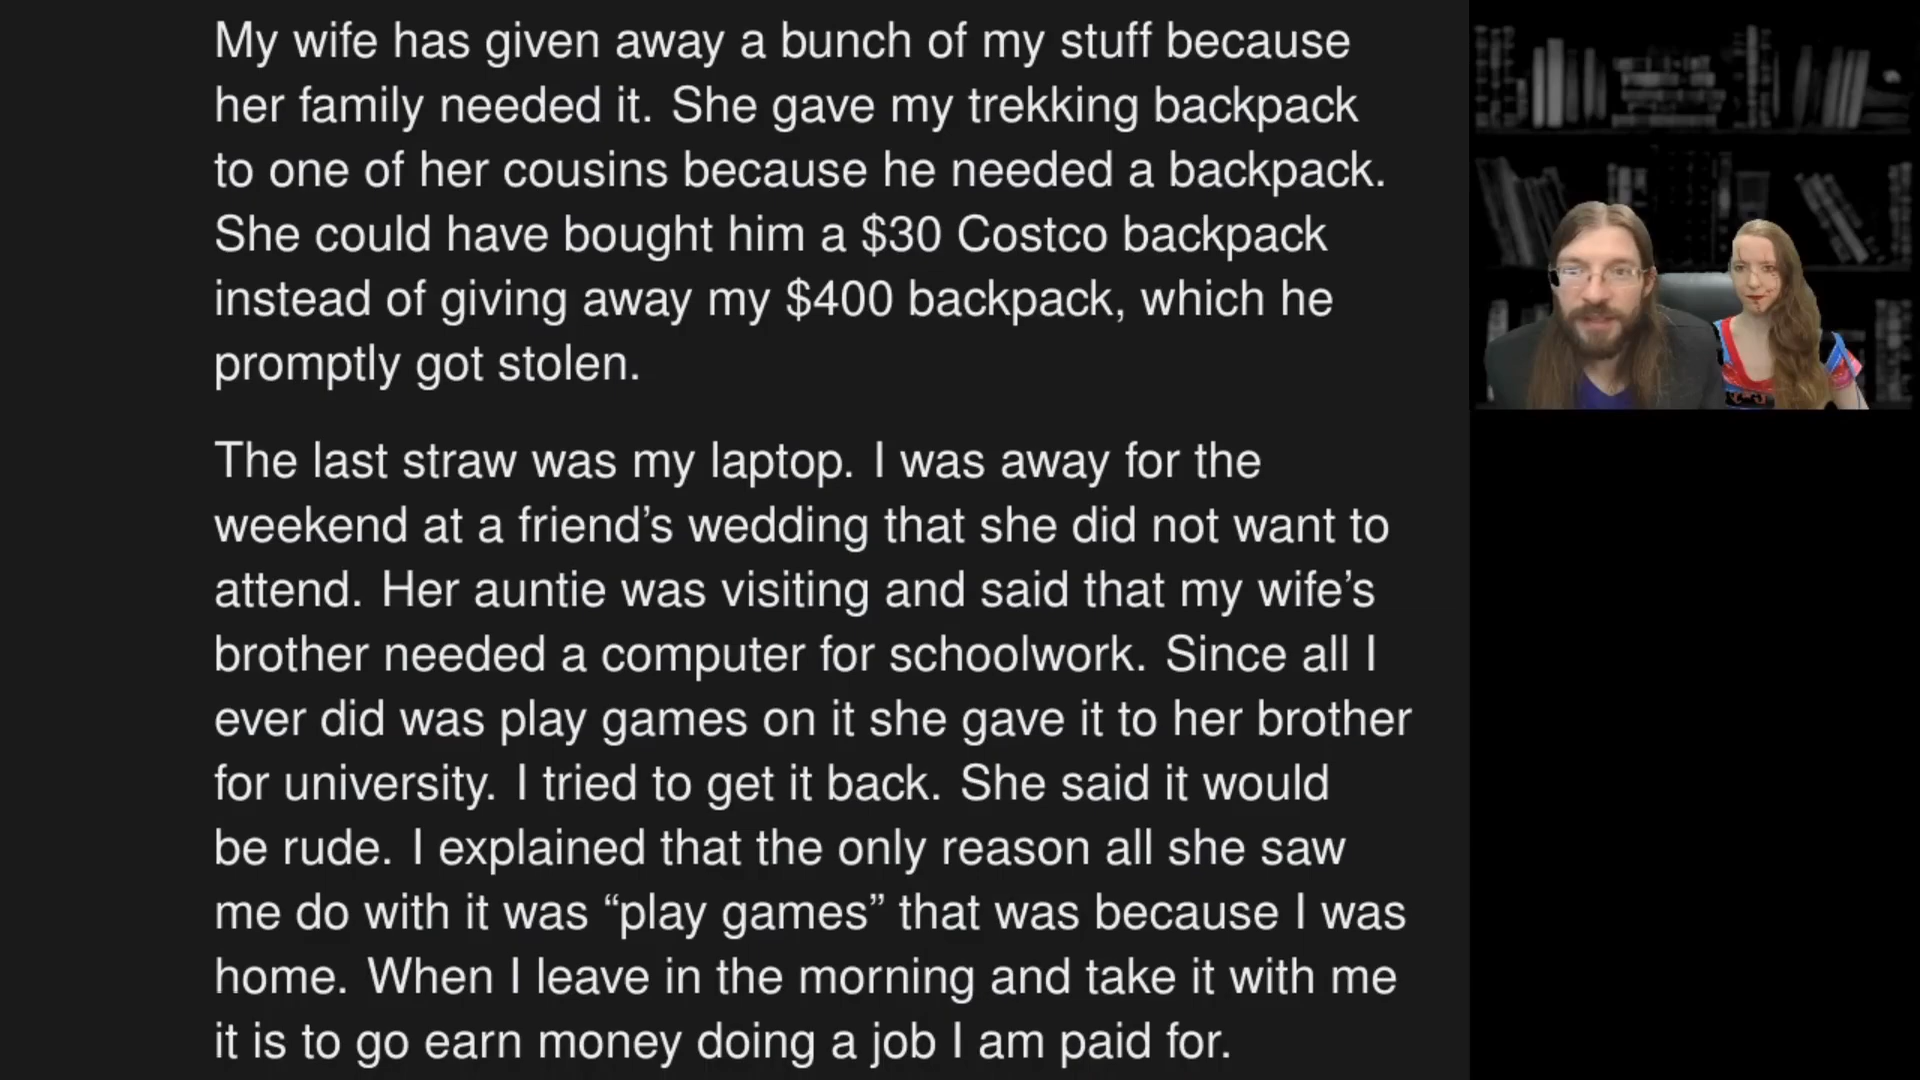 My wife has given away a bunch of my stuff because
her family needed it. She gave my trekking backpack
to one of her cousins because he needed a backpack.
She could have bought him a $30 Costco backpack
instead of giving away my $400 backpack, which he
promptly got stolen.
The last straw was my laptop. I was away for the
weekend at a friend’s wedding that she did not want to
attend. Her auntie was visiting and said that my wife’s
brother needed a computer for schoolwork. Since all I
ever did was play games on it she gave it to her brother
for university. I tried to get it back. She said it would
be rude. I explained that the only reason all she saw
me do with it was “play games” that was because I was
home. When I leave in the morning and take it with me
it is to go earn money doing a job I am paid for.